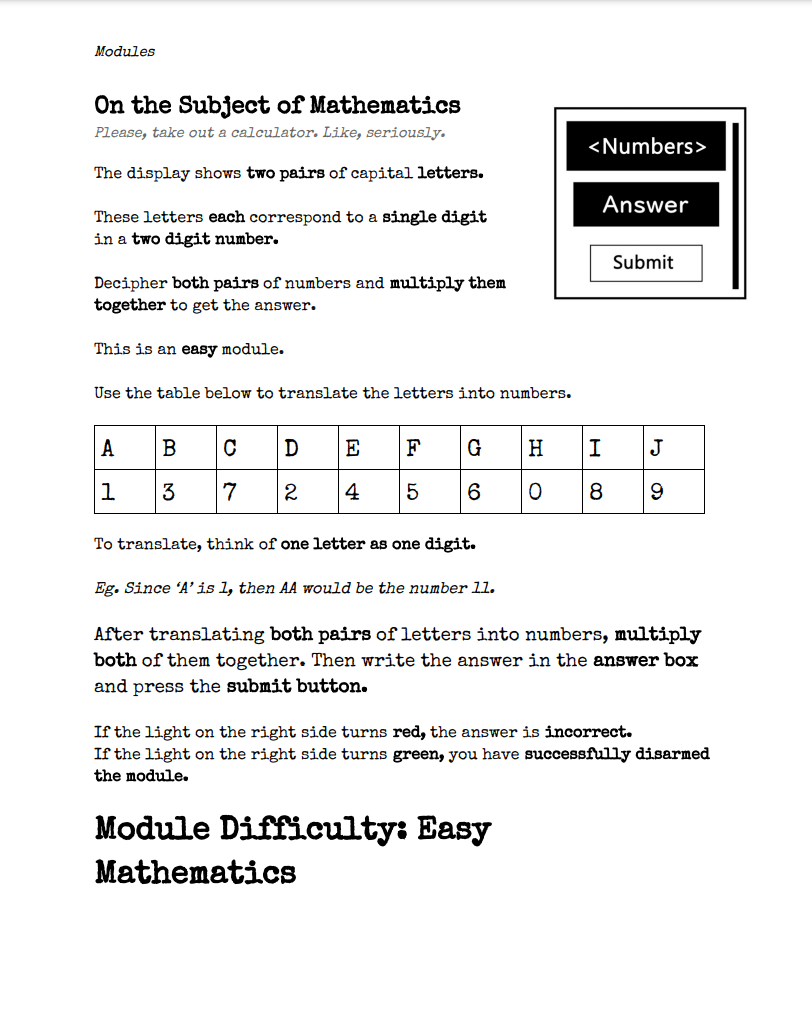 Modules
On the Subject of Mathematics
Please, take out a calculator. Like, seriously.
<Numbers>
Answer
Submit
The display shows two pairs of capital letters.
These letters each correspond to a single digit
in a two digit number.
Decipher both pairs of numbers and multiply them
together to get the answer.
This is an easy module.
Use the table below to translate the letters into numbers.
A B C D E F G H I J
1 3 7 2 4 5 6 0 8 9
To translate, think of one letter as one digit.
Eg. Since ‘A’ is 1, then AA would be the number 11.
After translating both pairs of letters into numbers, multiply
both of them together. Then write the answer in the answer box
and press the submit button.
If the light on the right side turns red, the answer is incorrect.
If the light on the right side turns green, you have successfully disarmed
the module.
Module Difficulty: Easy
Mathematics